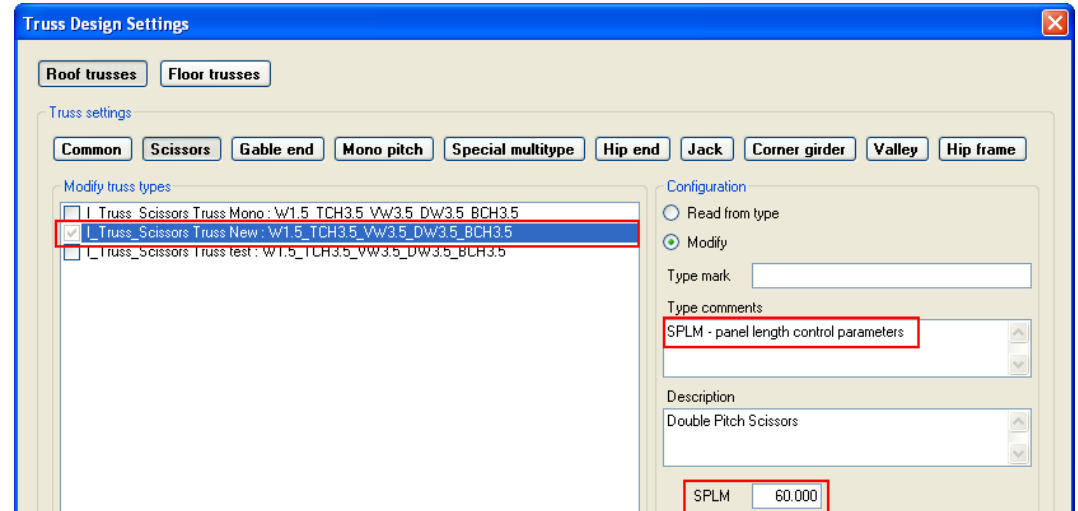 Truss Design Settings
Roof trusses Floor trusses
Truss settings
Common Scissors Gable end Mono pitch Special multitype Hip end Jack Corner girder Valley Hip frame
Modify truss types
I_Truss_Scissors Truss Mono : W1.5_TCH3.5_VW3.5_DW3.5_BCH3.5
I_Truss_Scissors Truss New : W1.5_TCH3.5_VW3.5_DW3.5_BCH3.5
I_Truss_Scissors Truss test : W1.5_TCH3.5_VW3.5_DW3.5_BCH3.5
Configuration
Read from type
Modify
Type mark
Type comments
SPLM - panel length control parameters
Description
Double Pitch Scissors
SPLM 60.000